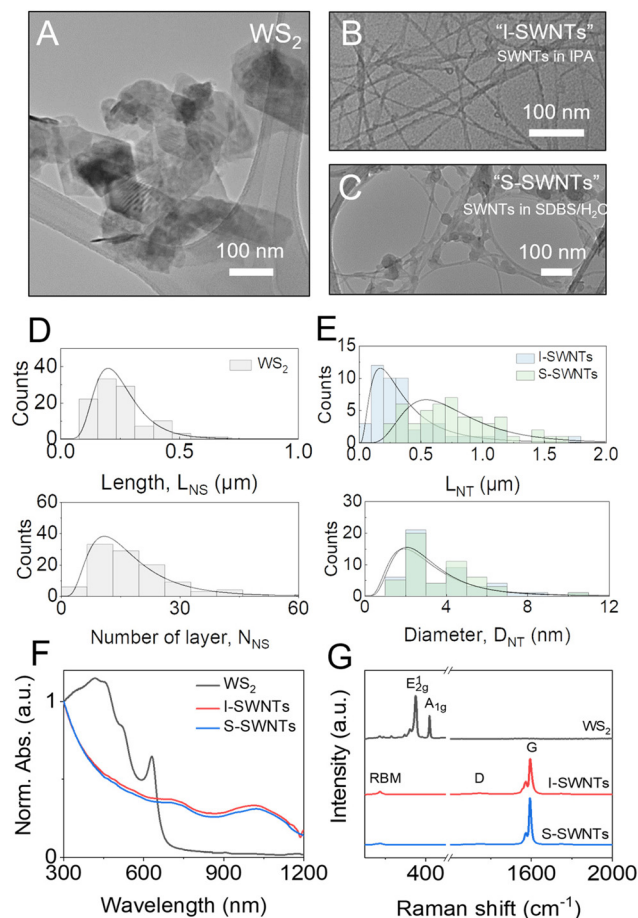 A
WS₂
100 nm
B
"I-SWNTs"
SWNTs in IPA
100 nm
C
"S-SWNTs"
SWNTs in SDBS/H₂O
100 nm
D
WS₂
Counts
40
20
0
0.0
0.5
1.0
Length, L_NS (μm)
Counts
60
40
20
0
0
30
60
Number of layer, N_NS
E
I-SWNTs
S-SWNTs
Counts
15
10
5
0
0.0
0.5
1.0
1.5
2.0
L_NT (μm)
Counts
30
20
10
0
0
4
8
12
Diameter, D_NT (nm)
F
WS₂
I-SWNTs
S-SWNTs
Norm. Abs. (a.u.)
1
0
300
600
900
1200
Wavelength (nm)
G
E¹₂g
A₁g
WS₂
RBM
D
G
I-SWNTs
S-SWNTs
Intensity (a.u.)
400
1600
2000
Raman shift (cm⁻¹)